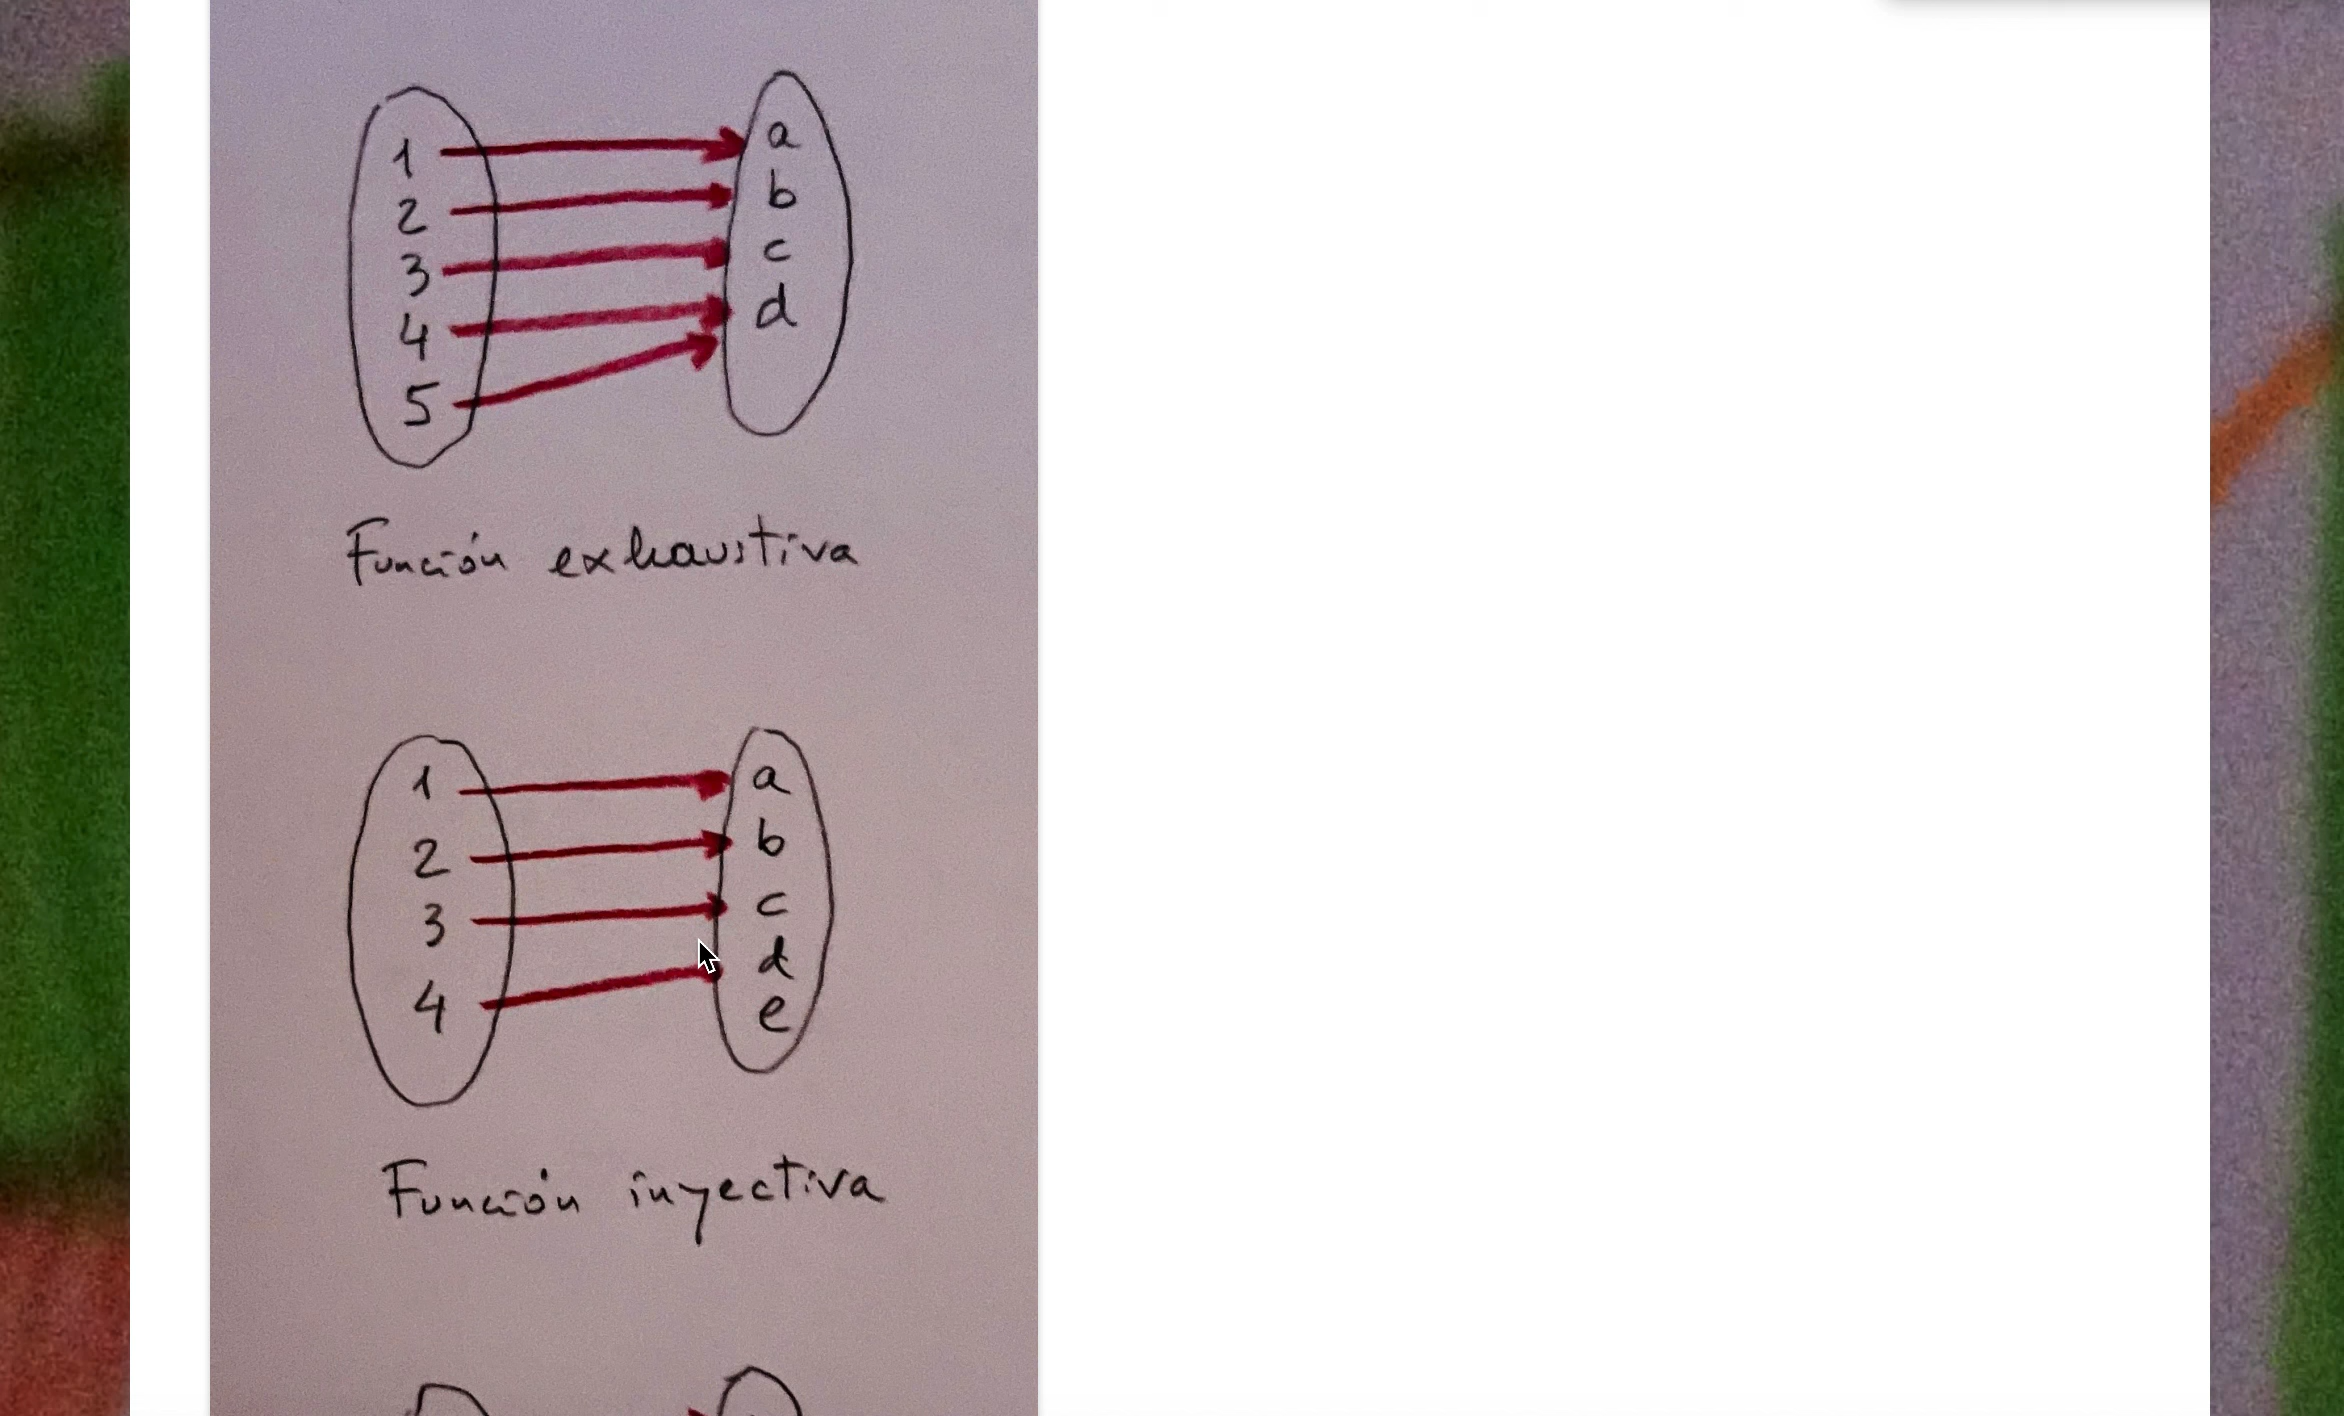 1 a
2 b
3 c
4 d
5
Función exhaustiva
1 a
2 b
3 c
4 d
e
Función inyectiva